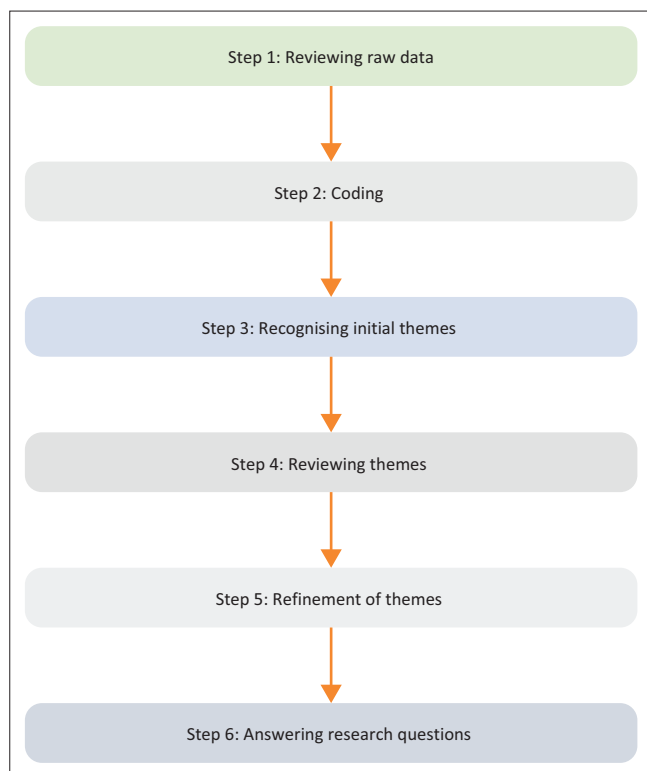 Step 1: Reviewing raw data
Step 2: Coding
Step 3: Recognising initial themes
Step 4: Reviewing themes
Step 5: Refinement of themes
Step 6: Answering research questions